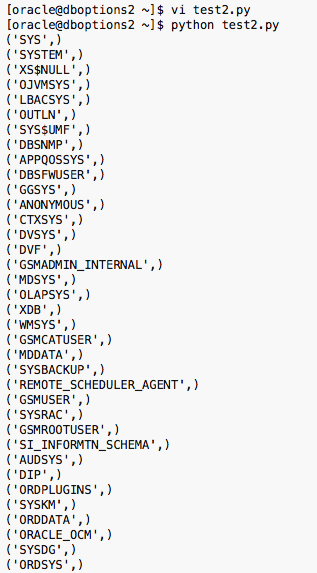 [oracle@dboptions2 ~]$ vi test2.py
[oracle@dboptions2 ~]$ python test2.py
('SYS',)
('SYSTEM',)
('XS$NULL',)
('OJVMSYS',)
('LBACSYS',)
('OUTLN',)
('SYS$UMF',)
('DBSNMP',)
('APPQOSSYS',)
('DBSFWUSER',)
('GGSYS',)
('ANONYMOUS',)
('CTXSYS',)
('DVSYS',)
('DVF',)
('GSMADMIN_INTERNAL',)
('MDSYS',)
('OLAPSYS',)
('XDB',)
('WMSYS',)
('GSMCATUSER',)
('MDDATA',)
('SYSBACKUP',)
('REMOTE_SCHEDULER_AGENT',)
('GSMUSER',)
('SYSRAC',)
('GSMROOTUSER',)
('SI_INFORMTN_SCHEMA',)
('AUDSYS',)
('DIP',)
('ORDPLUGINS',)
('SYSKM',)
('ORDDATA',)
('ORACLE_OCM',)
('SYSDG',)
('ORDSYS',)